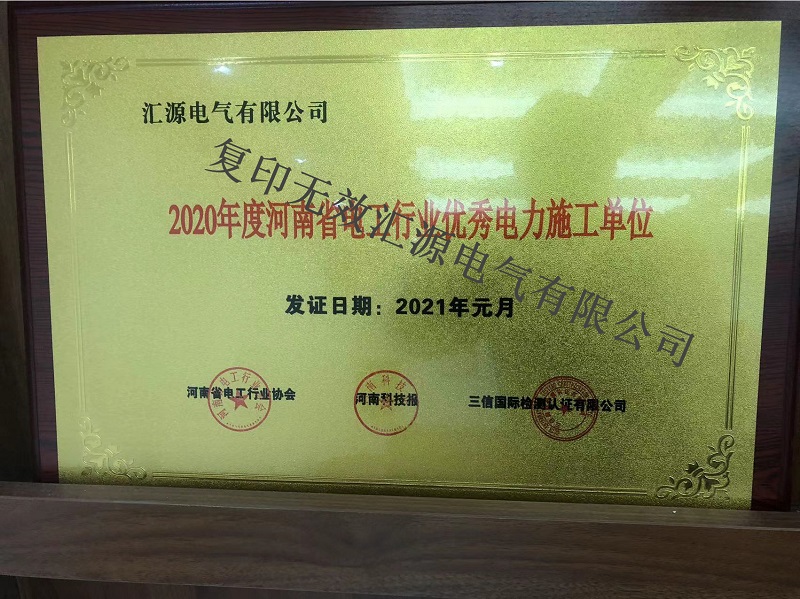 汇源电气有限公司
复印无效汇源电气有限公司
2020年度河南省电工行业优秀电力施工单位
发证日期：2021年元月
河南省电工行业协会
河南科技报
三信国际检测认证有限公司